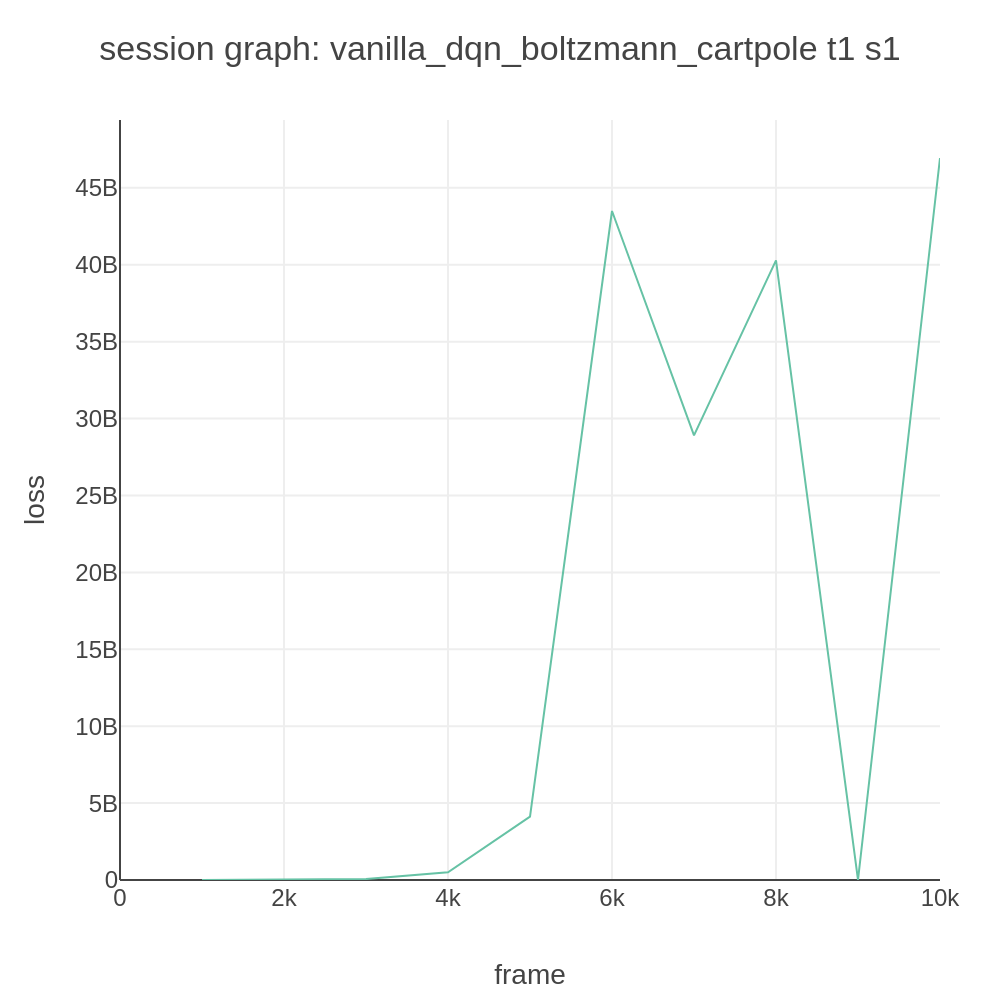 session graph: vanilla_dqn_boltzmann_cartpole t1 s1
45B
40B
35B
30B
25B
20B
15B
10B
5B
0
loss
0 2k 4k 6k 8k 10k
frame